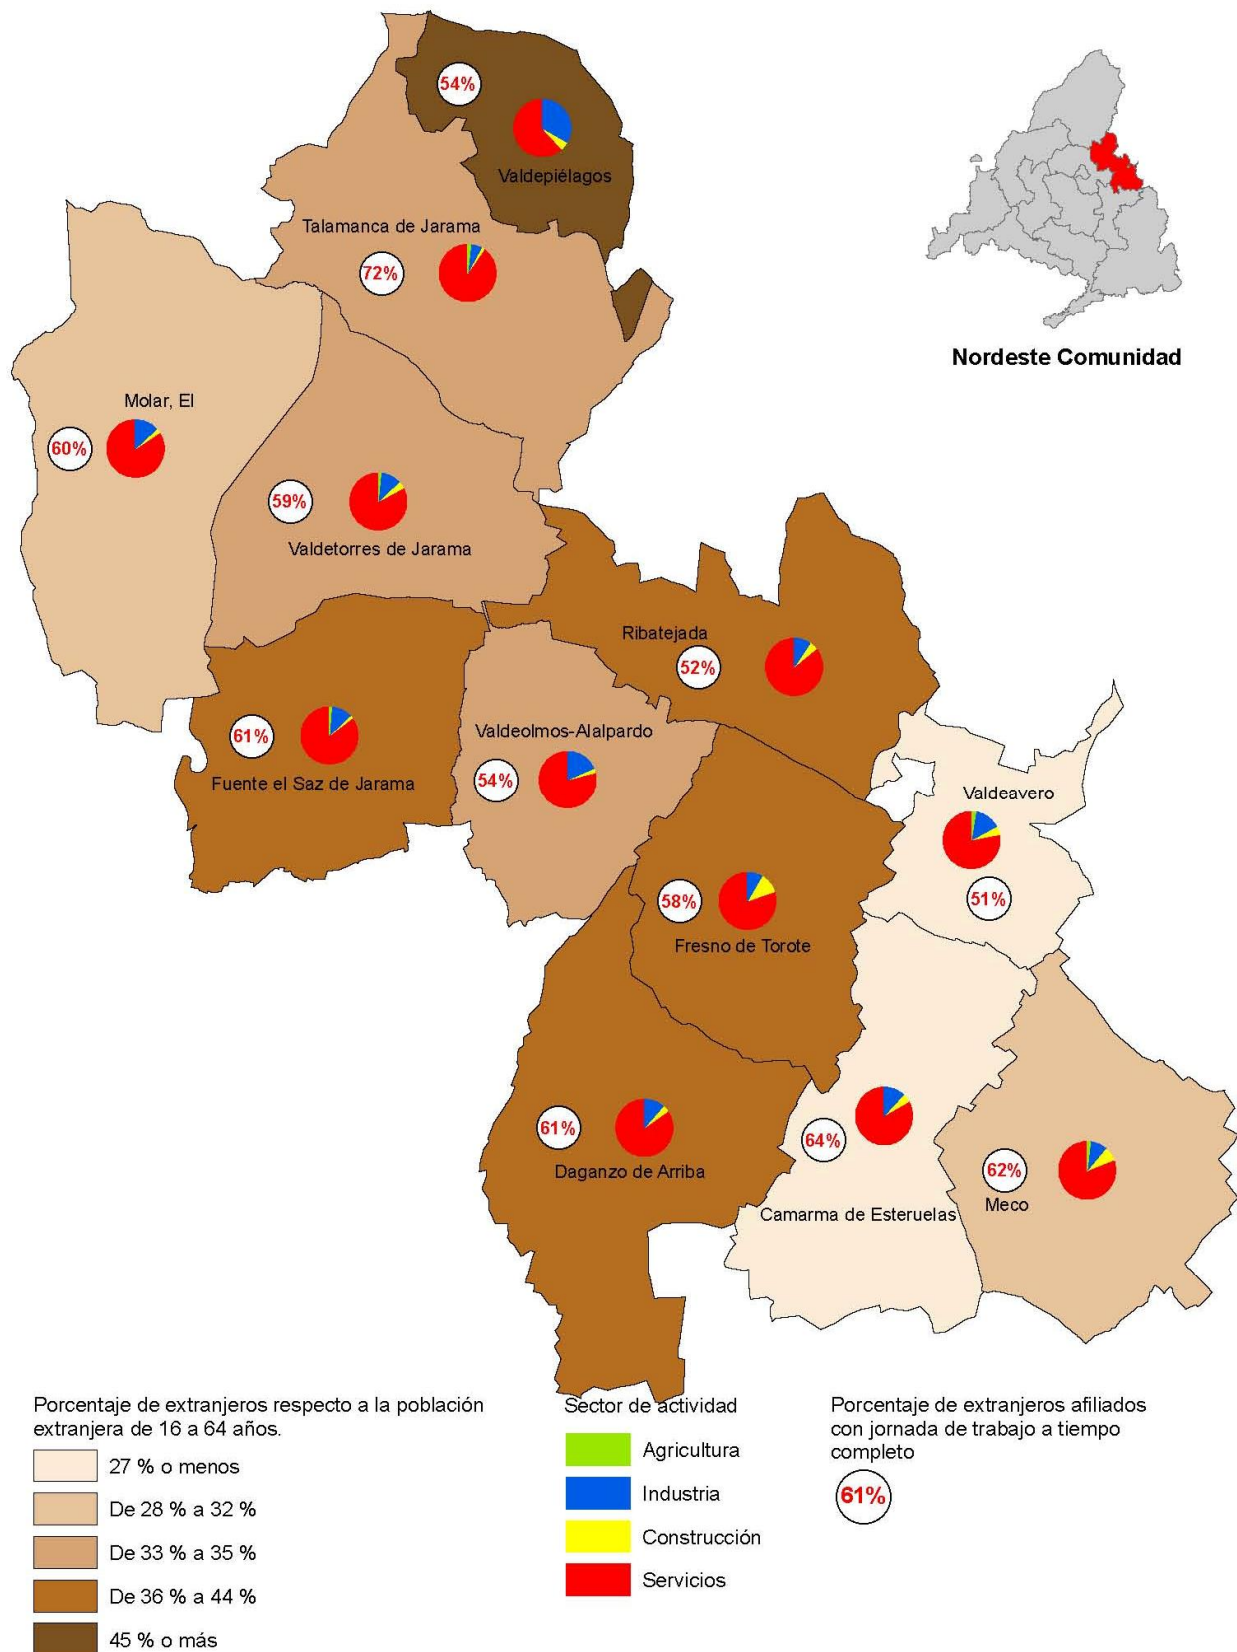 54%
Valdepiélagos
Talamanca de Jarama
72%
Nordeste Comunidad
Molar, El
60%
59%
Valdetorres de Jarama
Ribatejada
52%
61%
Fuente el Saz de Jarama
Valdeolmos-Alalpardo
54%
Valdeavero
51%
58%
Fresno de Torote
61%
Daganzo de Arriba
64%
Camarma de Esteruelas
62%
Meco
Porcentaje de extranjeros respecto a la población
extranjera de 16 a 64 años.
27 % o menos
De 28 % a 32 %
De 33 % a 35 %
De 36 % a 44 %
45 % o más
Sector de actividad
Agricultura
Industria
Construcción
Servicios
Porcentaje de extranjeros afiliados
con jornada de trabajo a tiempo
completo
61%